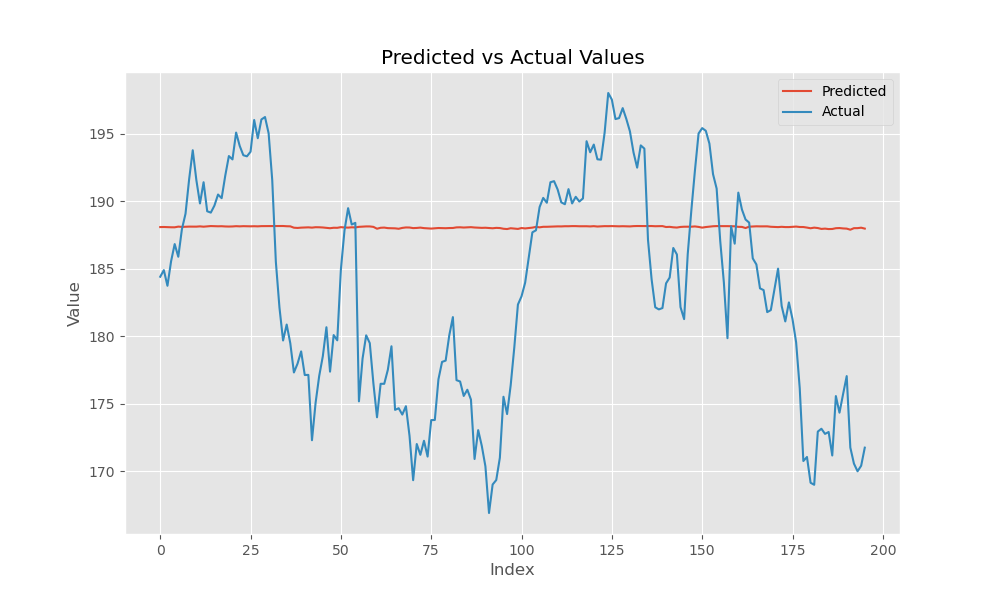 Predicted vs Actual Values
Predicted
Actual
Value
195
190
185
180
175
170
0 25 50 75 100 125 150 175 200
Index